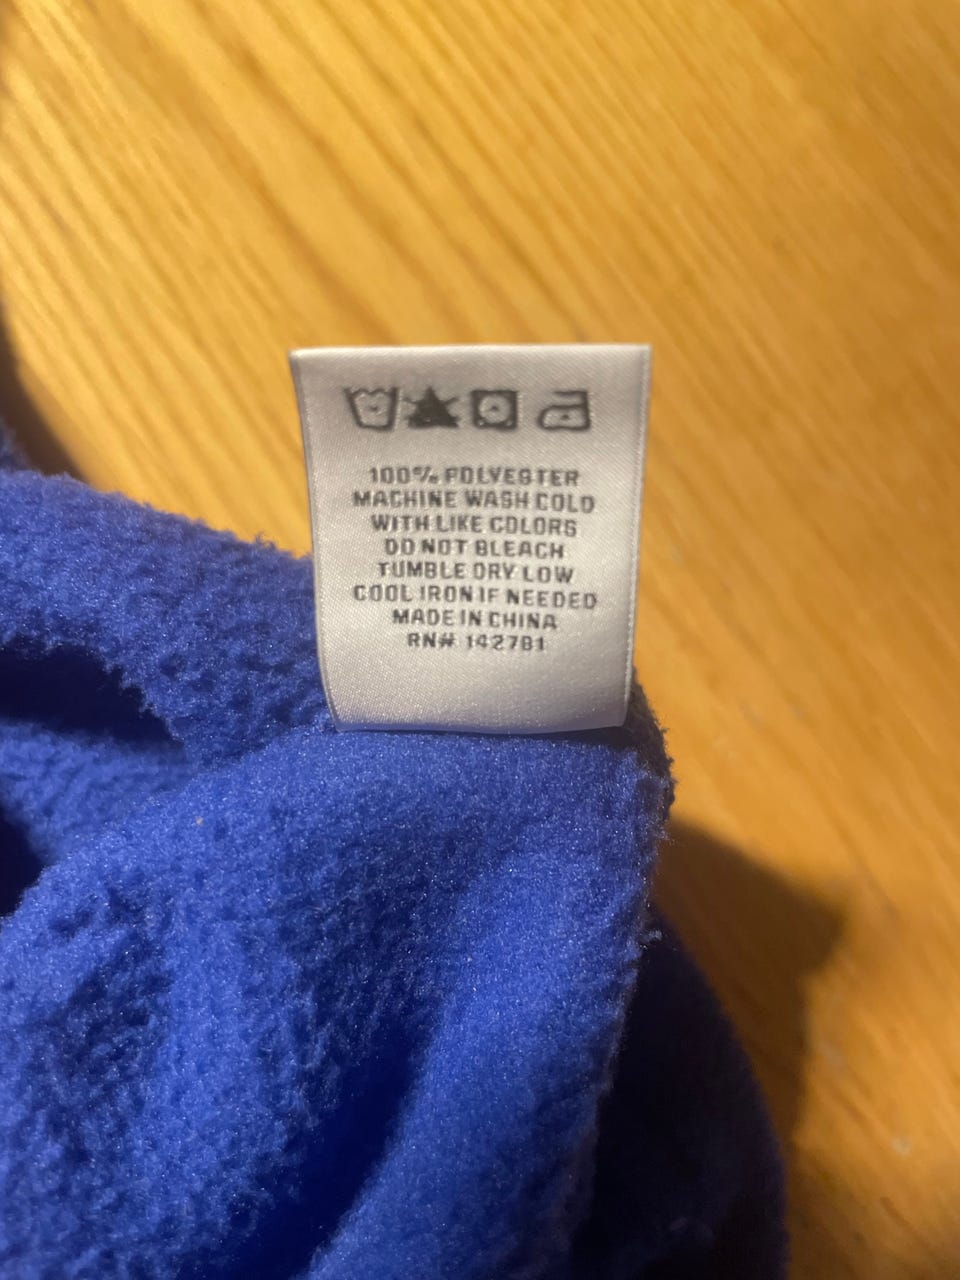 100% POLYESTER
MACHINE WASH COLD
WITH LIKE COLORS
DO NOT BLEACH
TUMBLE DRY LOW
COOL IRON IF NEEDED
MADE IN CHINA
RN# 142781